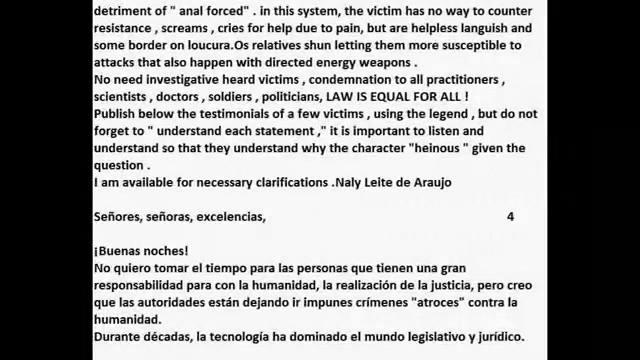 detriment of " anal forced" . in this system, the victim has no way to counter
resistance , screams , cries for help due to pain, but are helpless languish and
some border on loucura.Os relatives shun letting them more susceptible to
attacks that also happen with directed energy weapons .
No need investigative heard victims , condemnation to all practitioners ,
scientists , doctors , soldiers , politicians, LAW IS EQUAL FOR ALL !
Publish below the testimonials of a few victims , using the legend , but do not
forget to " understand each statement ," it is important to listen and
understand so that they understand why the character "heinous " given the
question .
I am available for necessary clarifications .Naly Leite de Araujo
Señores, señoras, excelencias, 4
¡Buenas noches!
No quiero tomar el tiempo para las personas que tienen una gran
responsabilidad para con la humanidad, la realización de la justicia, pero creo
que las autoridades están dejando ir impunes crímenes "atroces" contra la
humanidad.
Durante décadas, la tecnología ha dominado el mundo legislativo y jurídico.